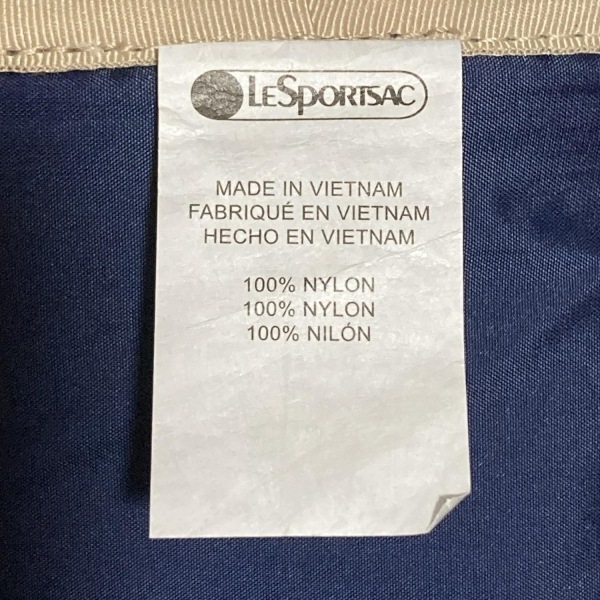 LeSportsac
MADE IN VIETNAM
FABRIQUÉ EN VIETNAM
HECHO EN VIETNAM
100% NYLON
100% NYLON
100% NILÓN